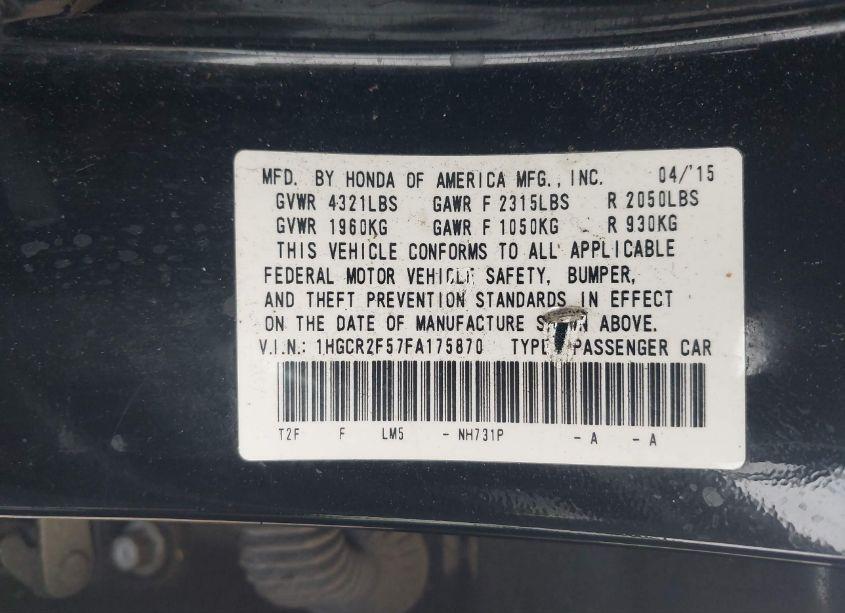 MFD. BY HONDA OF AMERICA MFG., INC. 04/'15
GVWR 4321LBS GAWR F 2315LBS R 2050LBS
GVWR 1960KG GAWR F 1050KG R 930KG
THIS VEHICLE CONFORMS TO ALL APPLICABLE
FEDERAL MOTOR VEHICLE SAFETY, BUMPER,
AND THEFT PREVENTION STANDARDS IN EFFECT
ON THE DATE OF MANUFACTURE SHOWN ABOVE.
V.I.N.: 1HGCR2F57FA175870 TYPE: PASSENGER CAR
T2F F LM5 - NH731P - A - A